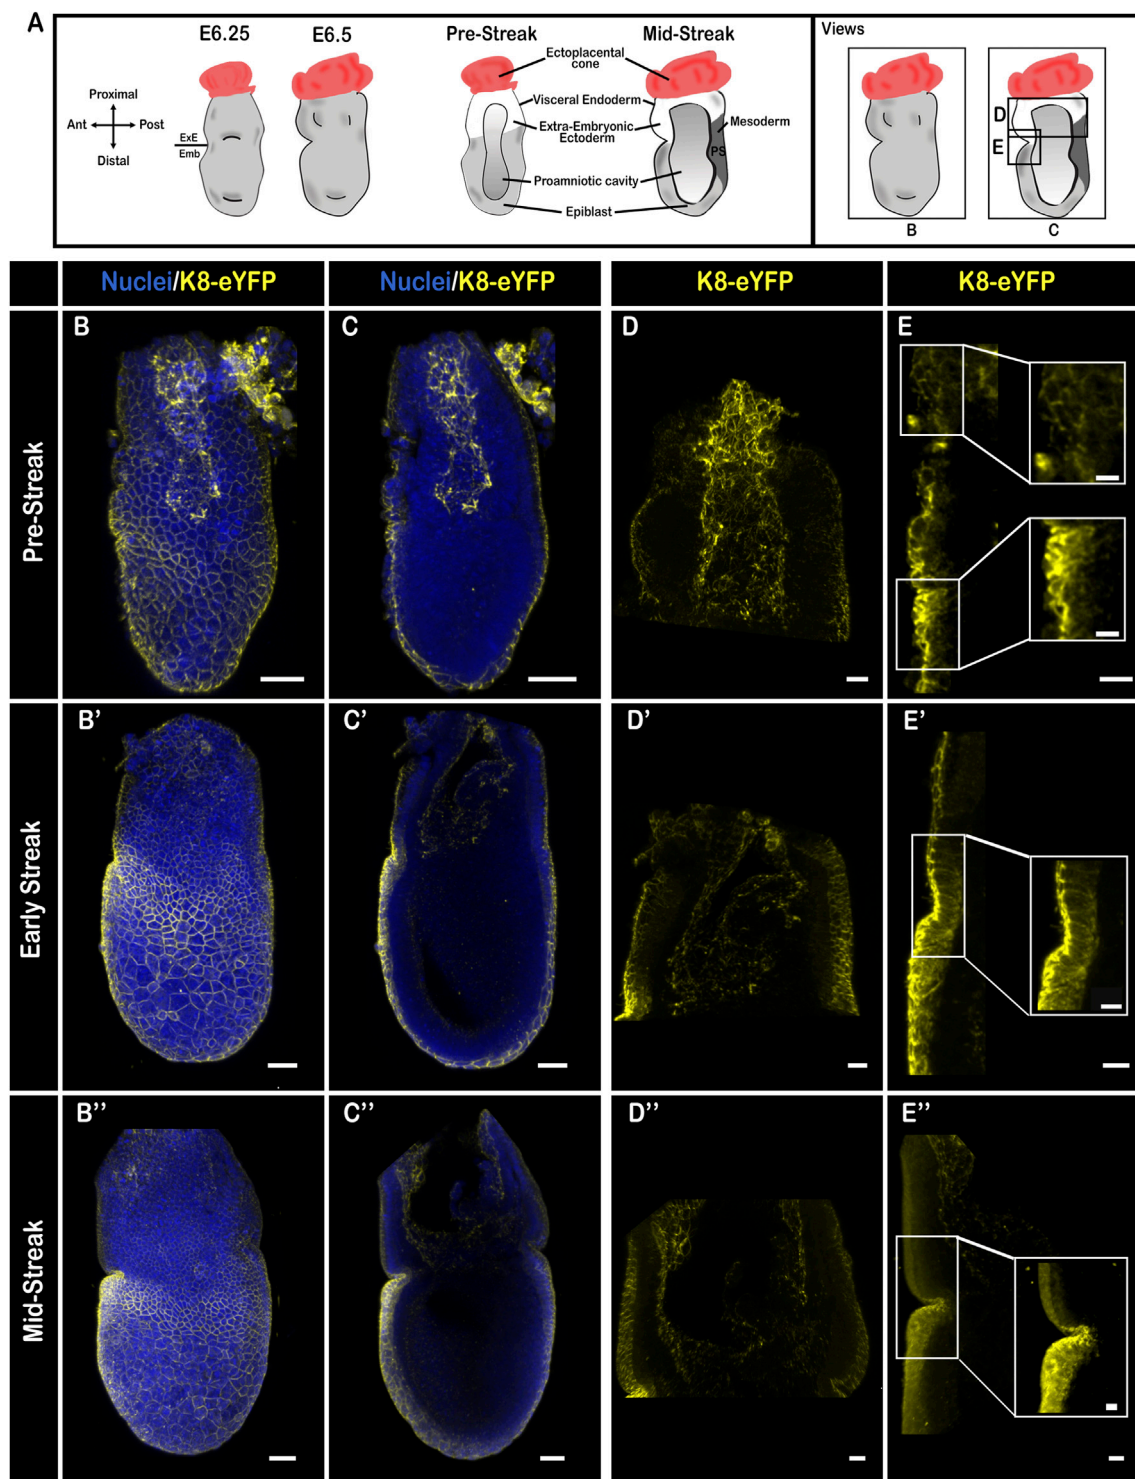 A
E6.25
E6.5
Pre-Streak
Mid-Streak
Ectoplacental
cone
Visceral Endoderm
Extra-Embryonic
Ectoderm
Mesoderm
PS
Proamniotic cavity
Epiblast
Proximal
Ant
Post
Distal
ExE
Emb
Views
D
E
B
C
Nuclei/K8-eYFP
Nuclei/K8-eYFP
K8-eYFP
K8-eYFP
Pre-Streak
B
C
D
E
Early Streak
B’
C’
D’
E’
Mid-Streak
B’’
C’’
D’’
E’’